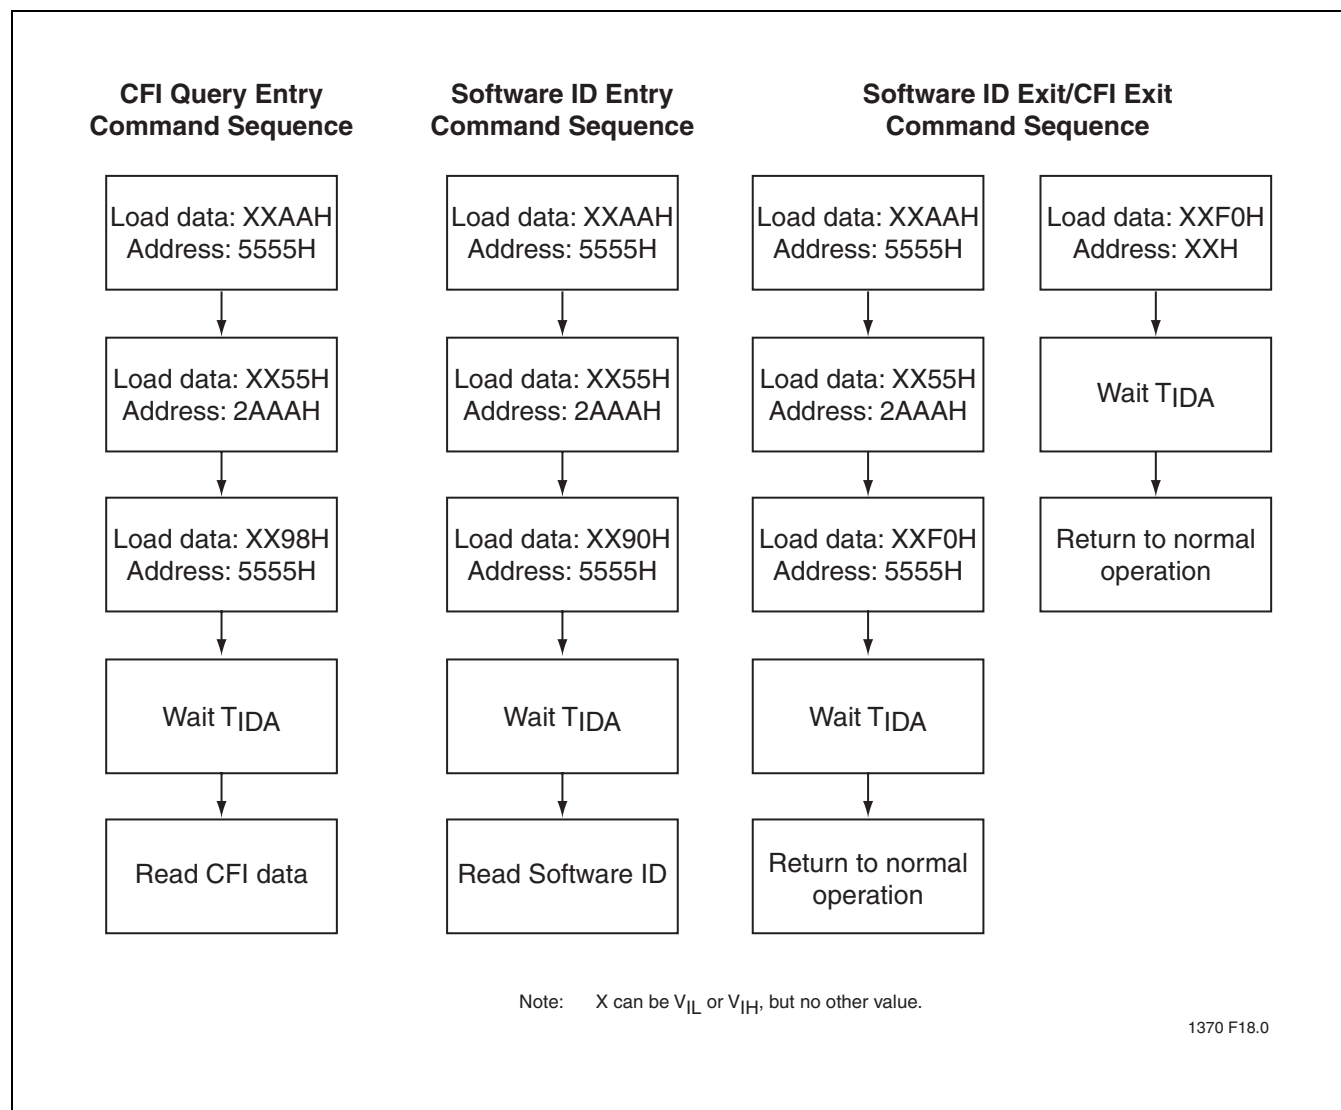 CFI Query Entry
Command Sequence
Load data: XXAAH
Address: 5555H
Load data: XX55H
Address: 2AAAH
Load data: XX98H
Address: 5555H
Wait TIDA
Read CFI data
Software ID Entry
Command Sequence
Load data: XXAAH
Address: 5555H
Load data: XX55H
Address: 2AAAH
Load data: XX90H
Address: 5555H
Wait TIDA
Read Software ID
Software ID Exit/CFI Exit
Command Sequence
Load data: XXAAH
Address: 5555H
Load data: XX55H
Address: 2AAAH
Load data: XXF0H
Address: 5555H
Wait TIDA
Return to normal
operation
Load data: XXF0H
Address: XXH
Wait TIDA
Return to normal
operation
Note: X can be VIL or VIH, but no other value.
1370 F18.0